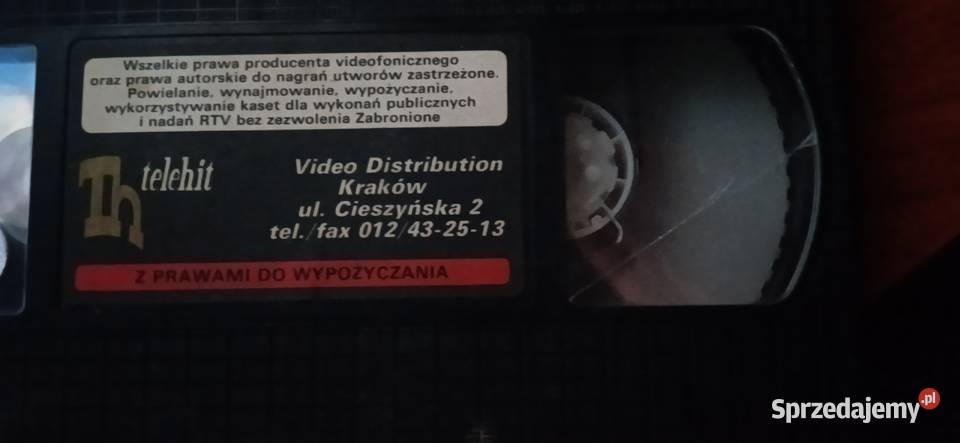 Wszelkie prawa producenta videofonicznego
oraz prawa autorskie do nagrań utworów zastrzeżone.
Powielanie, wynajmowanie, wypożyczanie,
wykorzystywanie kaset dla wykonań publicznych
i nadań RTV bez zezwolenia Zabronione
Th telehit
Video Distribution
Kraków
ul. Cieszyńska 2
tel./fax 012/43-25-13
Z PRAWAMI DO WYPOŻYCZANIA
Sprzedajemy.pl